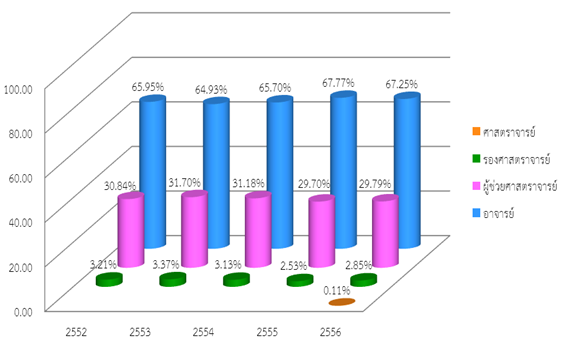 100.00
80.00
60.00
40.00
20.00
0.00
65.95% 64.93% 65.70% 67.77% 67.25%
30.84% 31.70% 31.18% 29.70% 29.79%
3.21% 3.37% 3.13% 2.53% 2.85%
0.11%
2552 2553 2554 2555 2556
ศาสตราจารย์
รองศาสตราจารย์
ผู้ช่วยศาสตราจารย์
อาจารย์